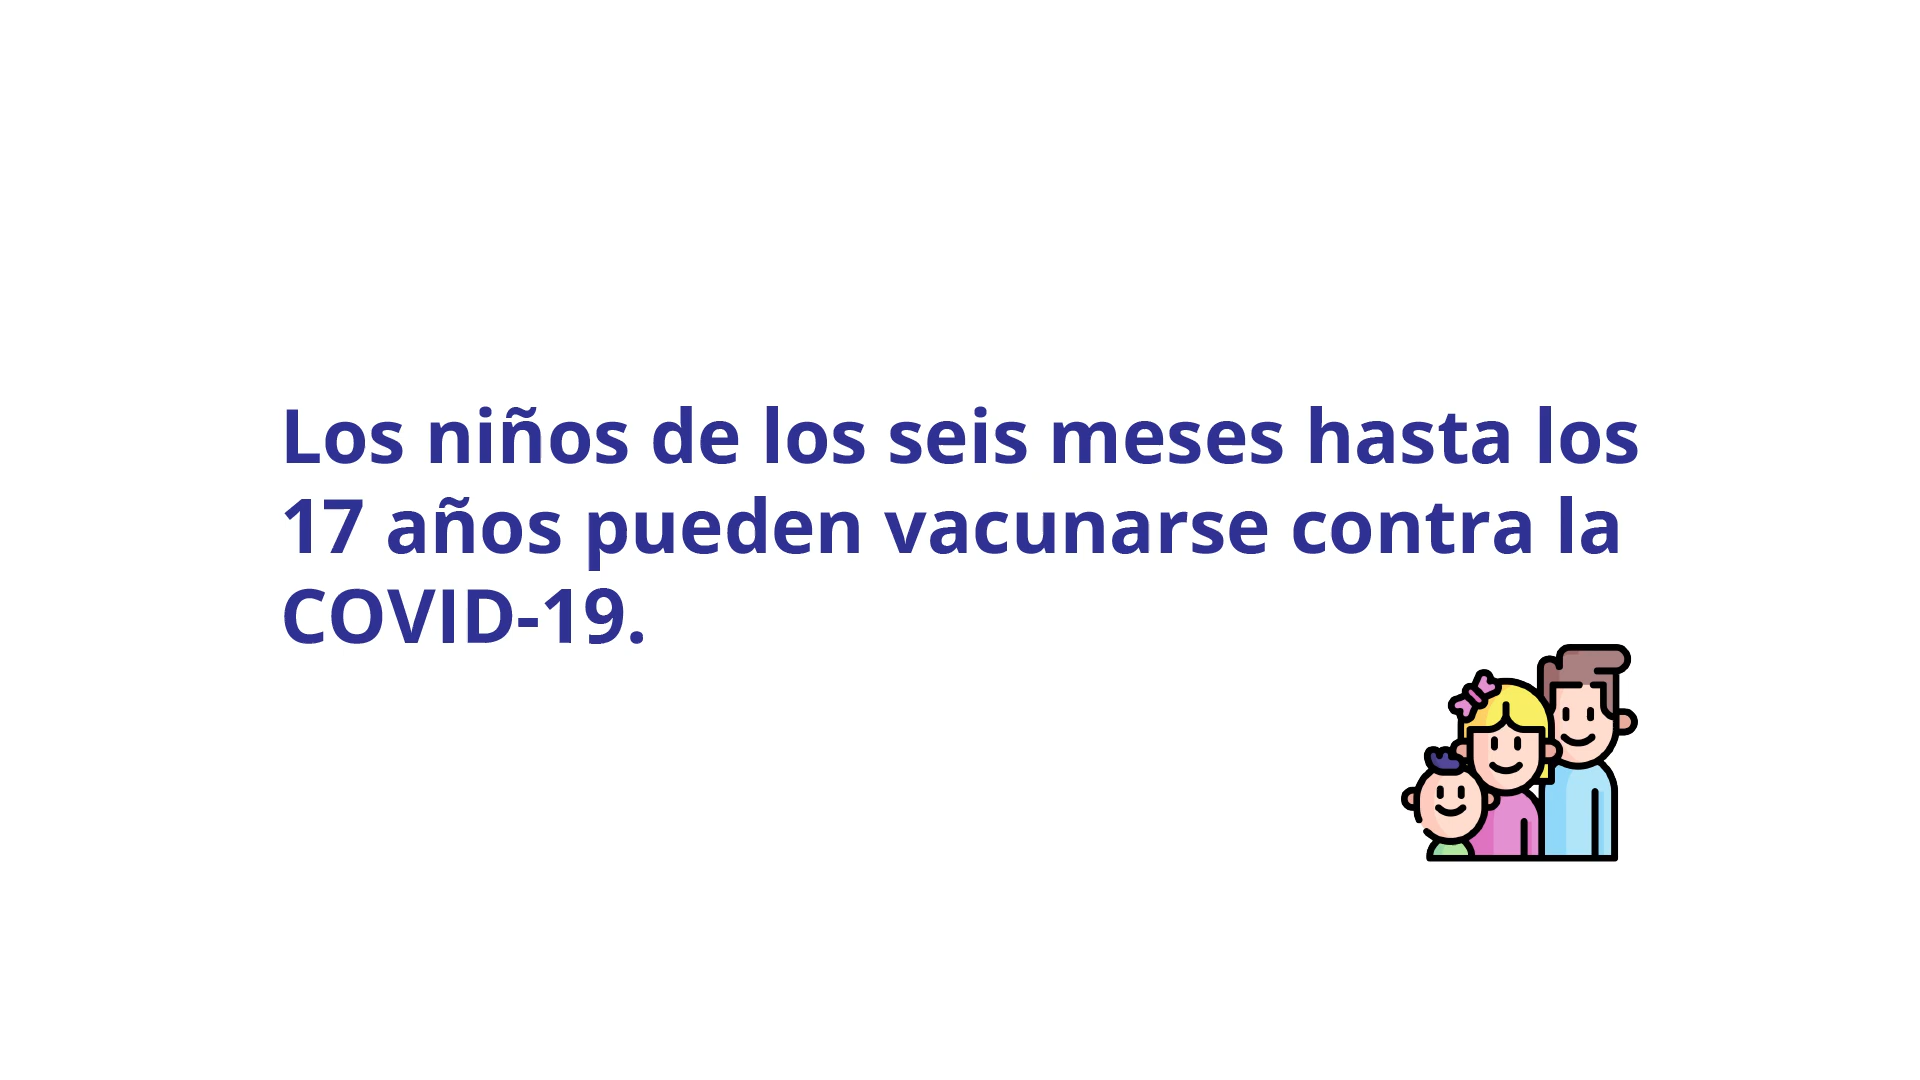 Los niños de los seis meses hasta los
17 años pueden vacunarse contra la
COVID-19.